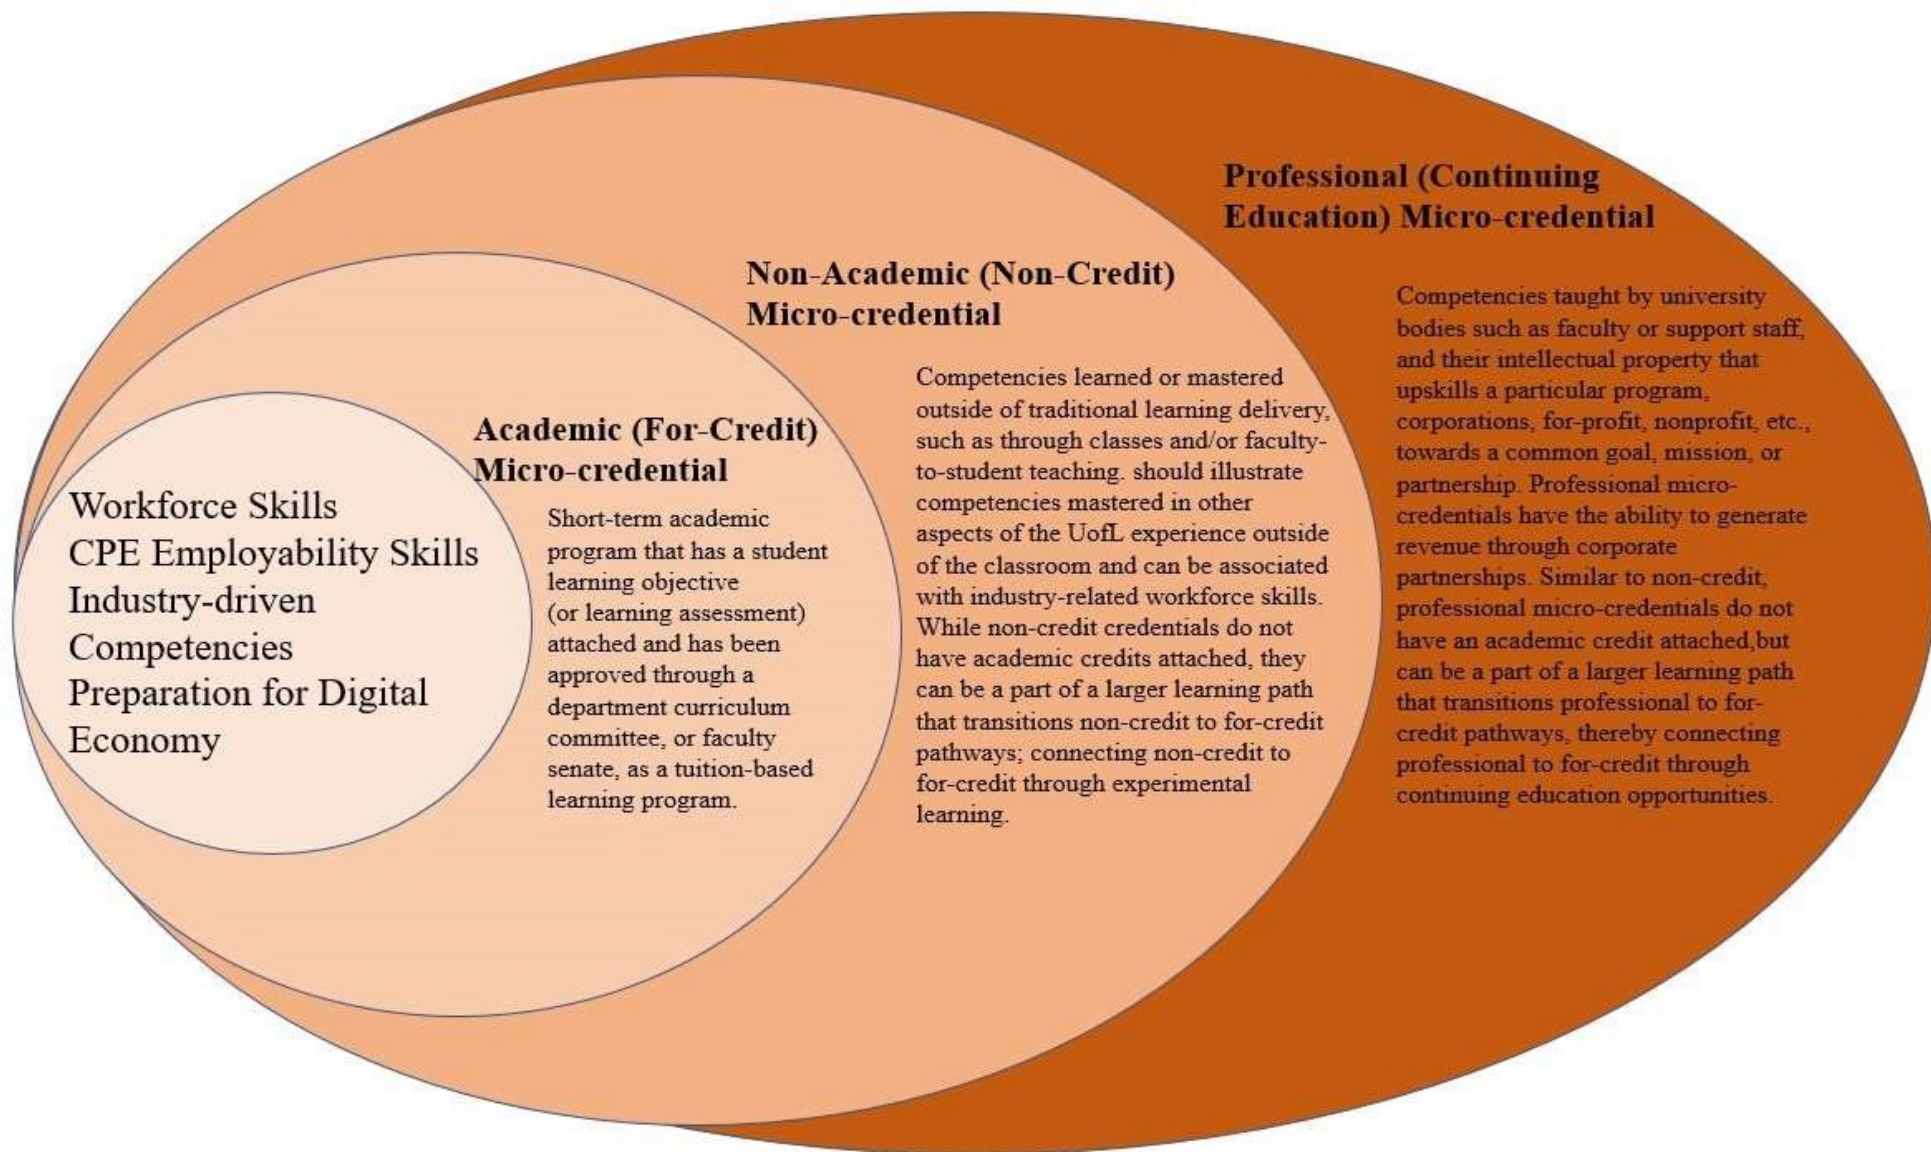 Workforce Skills
CPE Employability Skills
Industry-driven
Competencies
Preparation for Digital
Economy
Academic (For-Credit)
Micro-credential
Short-term academic
program that has a student
learning objective
(or learning assessment)
attached and has been
approved through a
department curriculum
committee, or faculty
senate, as a tuition-based
learning program.
Non-Academic (Non-Credit)
Micro-credential
Competencies learned or mastered
outside of traditional learning delivery,
such as through classes and/or faculty-
to-student teaching. should illustrate
competencies mastered in other
aspects of the UofL experience outside
of the classroom and can be associated
with industry-related workforce skills.
While non-credit credentials do not
have academic credits attached, they
can be a part of a larger learning path
that transitions non-credit to for-credit
pathways; connecting non-credit to
for-credit through experimental
learning.
Professional (Continuing
Education) Micro-credential
Competencies taught by university
bodies such as faculty or support staff,
and their intellectual property that
upskills a particular program,
corporations, for-profit, nonprofit, etc.,
towards a common goal, mission, or
partnership. Professional micro-
credentials have the ability to generate
revenue through corporate
partnerships. Similar to non-credit,
professional micro-credentials do not
have an academic credit attached,but
can be a part of a larger learning path
that transitions professional to for-
credit pathways, thereby connecting
professional to for-credit through
continuing education opportunities.